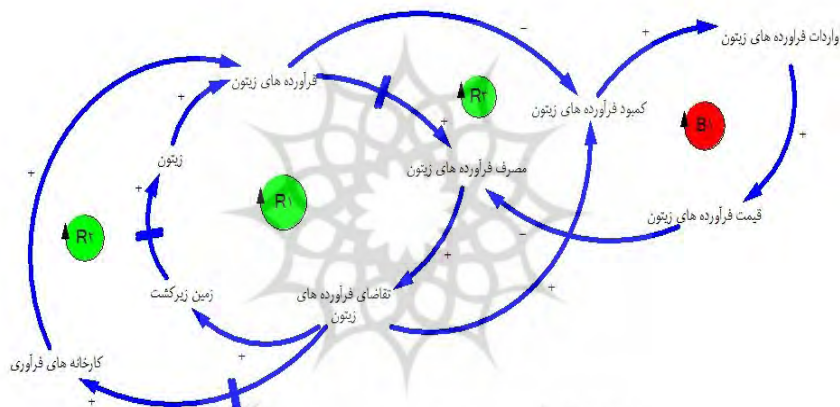 واردات فراورده های زیتون
فرآورده های زیتون
کمبود فرآورده های زیتون
R۳
B۱
زیتون
مصرف فرآورده های زیتون
R۱
قیمت فرآورده های زیتون
R۲
زمین زیرکشت
تقاضای فرآورده های
زیتون
کارخانه های فرآوری